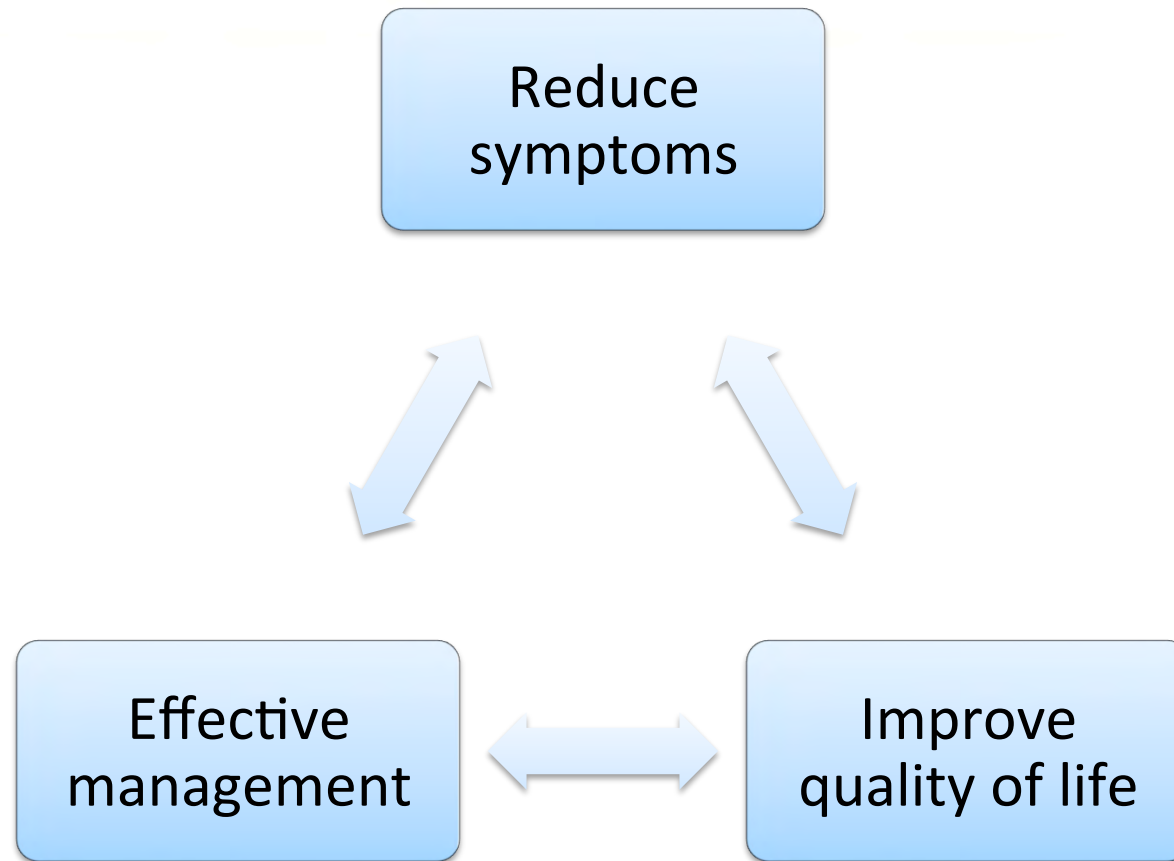 Reduce
symptoms
Effective
management
Improve
quality of life